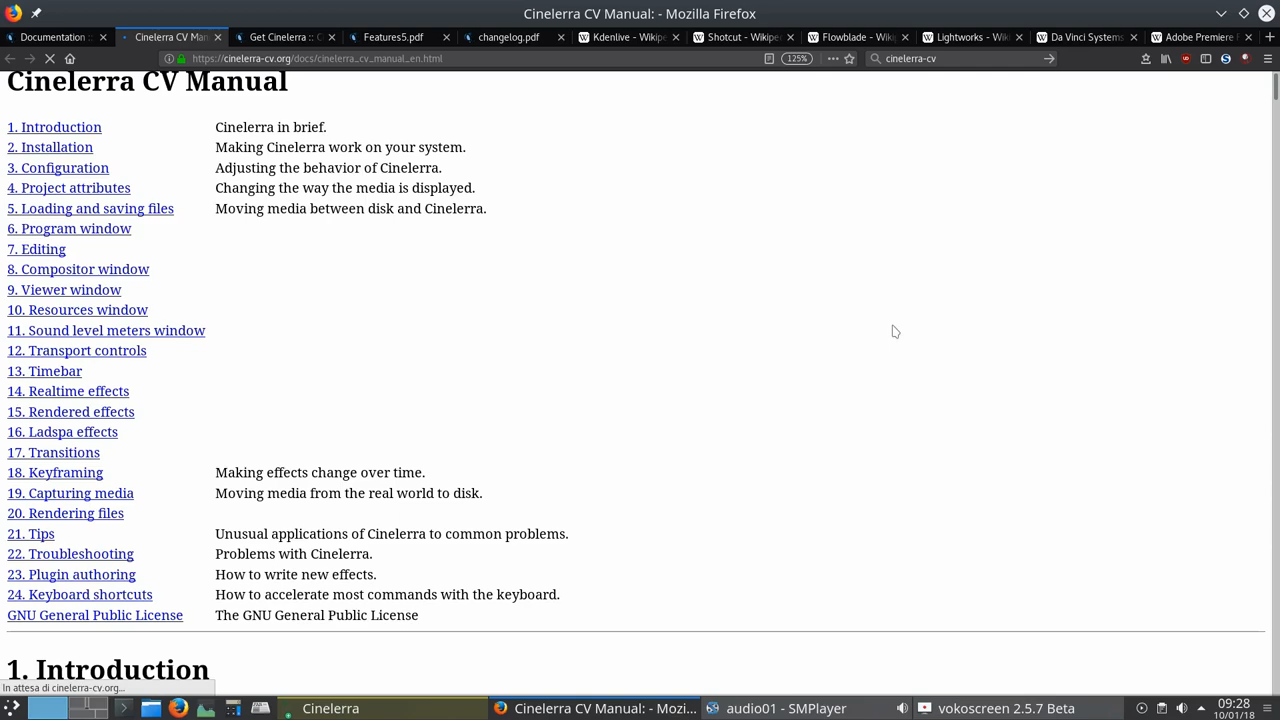 Cinelerra CV Manual: - Mozilla Firefox
Documentation ::
Cinelerra CV Man
Get Cinelerra :: C
Features5.pdf
changelog.pdf
Kdenlive - Wikipe
Shotcut - Wikipe
Flowblade - Wikip
Lightworks - Wiki
Da Vinci Systems
Adobe Premiere P
https://cinelerra-cv.org/docs/cinelerra_cv_manual_en.html
125%
cinelerra-cv
Cinelerra CV Manual
1. Introduction Cinelerra in brief.
2. Installation Making Cinelerra work on your system.
3. Configuration Adjusting the behavior of Cinelerra.
4. Project attributes Changing the way the media is displayed.
5. Loading and saving files Moving media between disk and Cinelerra.
6. Program window
7. Editing
8. Compositor window
9. Viewer window
10. Resources window
11. Sound level meters window
12. Transport controls
13. Timebar
14. Realtime effects
15. Rendered effects
16. Ladspa effects
17. Transitions
18. Keyframing Making effects change over time.
19. Capturing media Moving media from the real world to disk.
20. Rendering files
21. Tips Unusual applications of Cinelerra to common problems.
22. Troubleshooting Problems with Cinelerra.
23. Plugin authoring How to write new effects.
24. Keyboard shortcuts How to accelerate most commands with the keyboard.
GNU General Public License The GNU General Public License
1. Introduction
In attesa di cinelerra-cv.org...
Cinelerra
Cinelerra CV Manual: - Mozi...
audio01 - SMPlayer
vokoscreen 2.5.7 Beta
09:28
10/01/18